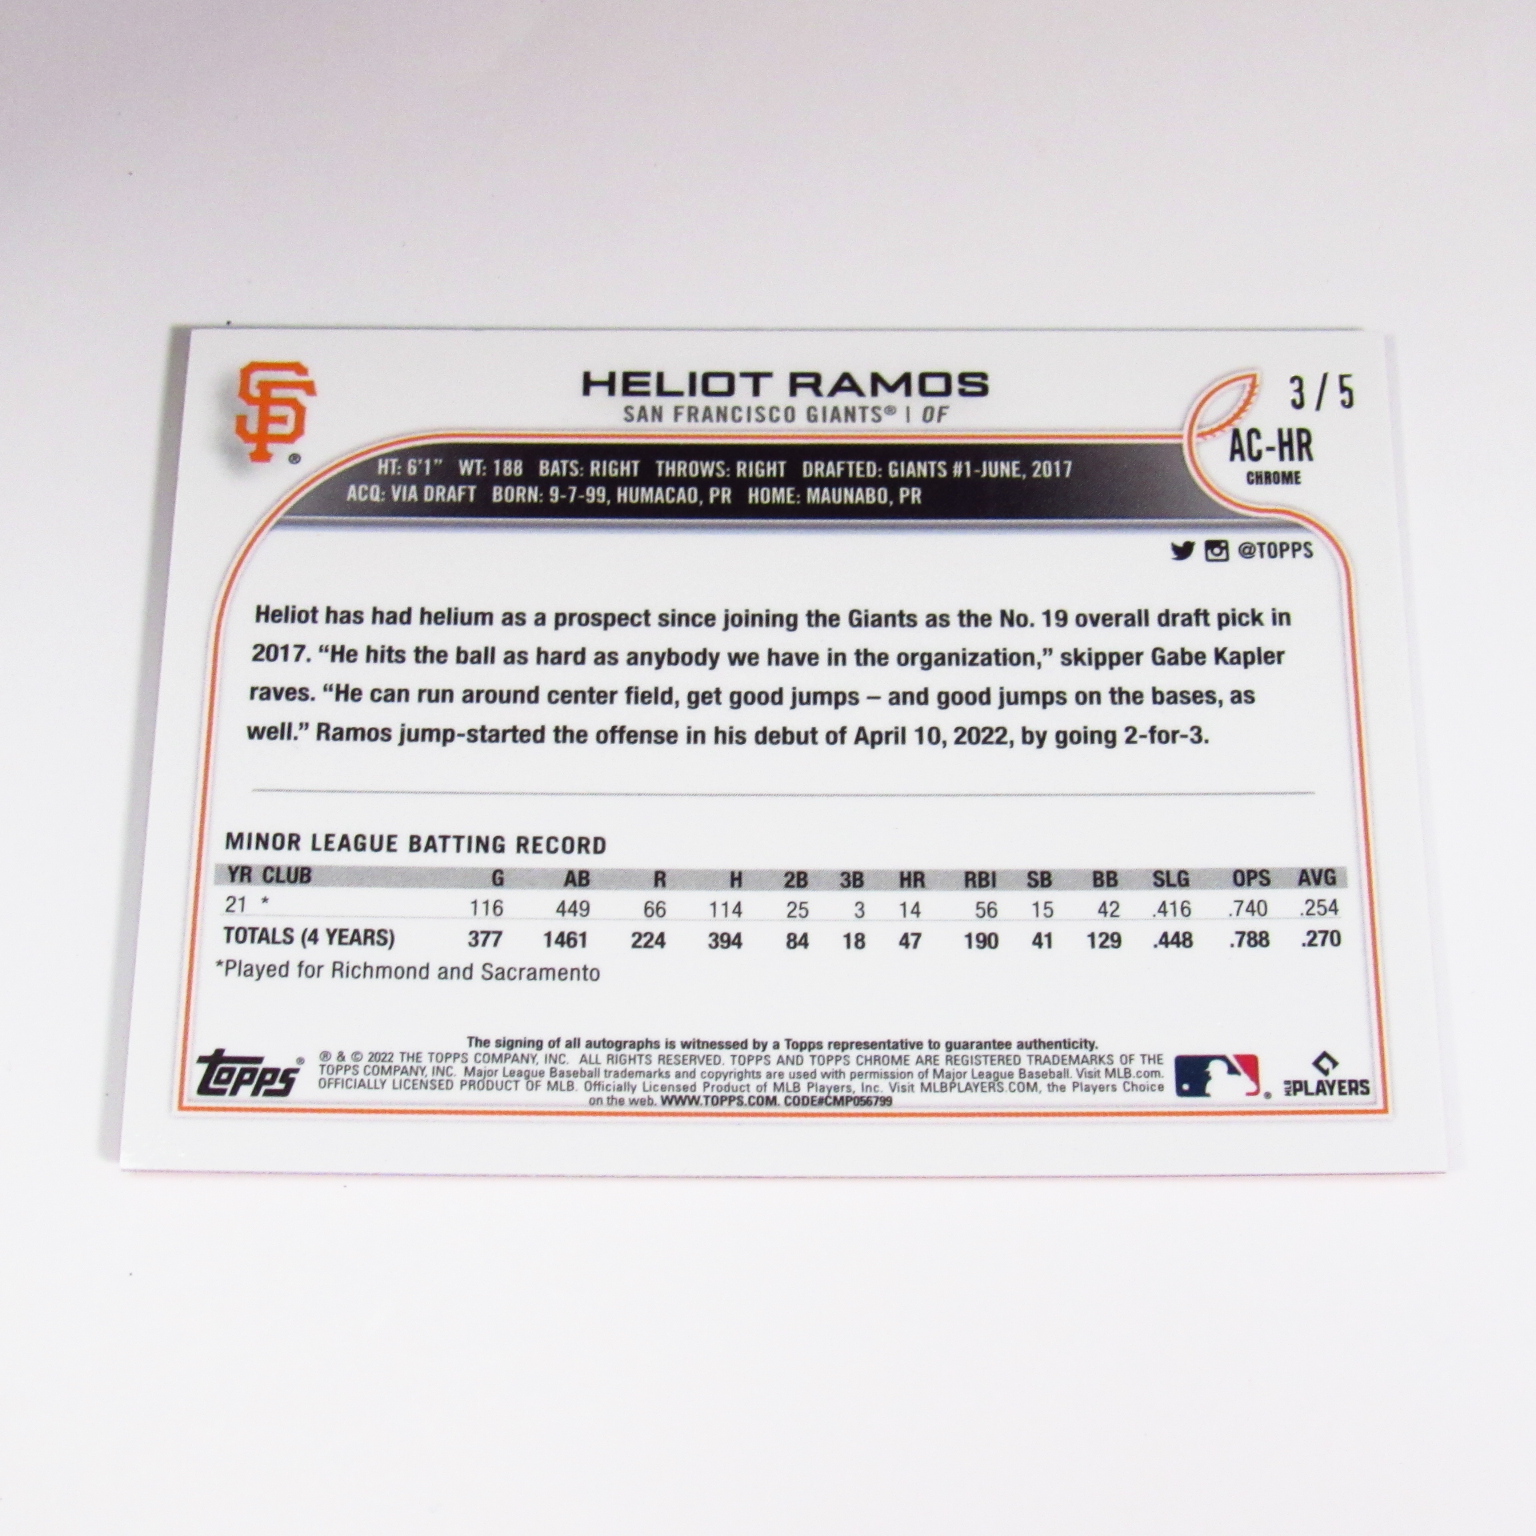 SF ®
HELIOT RAMOS
SAN FRANCISCO GIANTS® | OF
3/5
AC-HR
CHROME
HT: 6'1" WT: 188 BATS: RIGHT THROWS: RIGHT DRAFTED: GIANTS #1-JUNE, 2017
ACQ: VIA DRAFT BORN: 9-7-99, HUMACAO, PR HOME: MAUNABO, PR
@TOPPS
Heliot has had helium as a prospect since joining the Giants as the No. 19 overall draft pick in
2017. “He hits the ball as hard as anybody we have in the organization,” skipper Gabe Kapler
raves. “He can run around center field, get good jumps – and good jumps on the bases, as
well.” Ramos jump-started the offense in his debut of April 10, 2022, by going 2-for-3.
MINOR LEAGUE BATTING RECORD
YR CLUB G AB R H 2B 3B HR RBI SB BB SLG OPS AVG
21 * 116 449 66 114 25 3 14 56 15 42 .416 .740 .254
TOTALS (4 YEARS) 377 1461 224 394 84 18 47 190 41 129 .448 .788 .270
*Played for Richmond and Sacramento
The signing of all autographs is witnessed by a Topps representative to guarantee authenticity.
® & © 2022 THE TOPPS COMPANY, INC. ALL RIGHTS RESERVED. TOPPS AND TOPPS CHROME ARE REGISTERED TRADEMARKS OF THE
TOPPS COMPANY, INC. Major League Baseball trademarks and copyrights are used with permission of Major League Baseball. Visit MLB.com.
OFFICIALLY LICENSED PRODUCT OF MLB. Officially Licensed Product of MLB Players, Inc. Visit MLBPLAYERS.COM, the Players Choice
on the web. WWW.TOPPS.COM. CODE#CMP056799
Topps ®
®
MLB PLAYERS